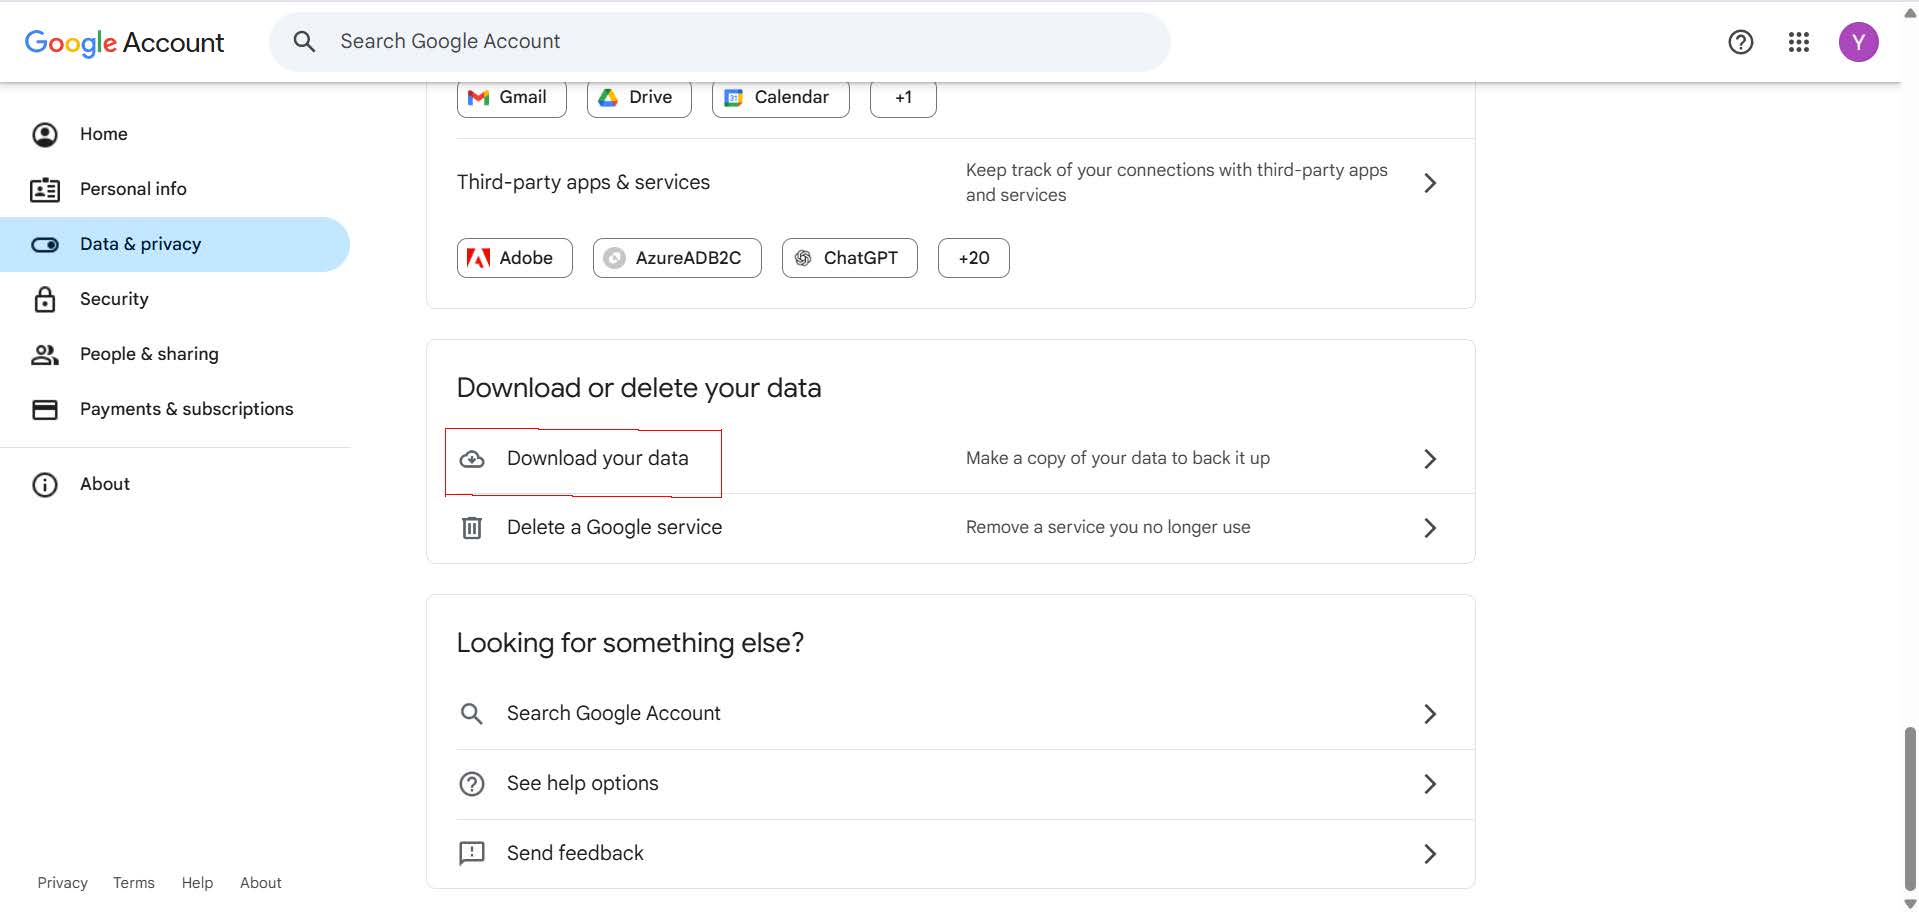 Google Account
Search Google Account
Y
Gmail
Drive
Calendar
31
+1
Home
Personal info
Data & privacy
Security
People & sharing
Payments & subscriptions
About
Third-party apps & services
Keep track of your connections with third-party apps
and services
Adobe
AzureADB2C
ChatGPT
+20
Download or delete your data
Download your data
Make a copy of your data to back it up
Delete a Google service
Remove a service you no longer use
Looking for something else?
Search Google Account
See help options
Send feedback
Privacy
Terms
Help
About